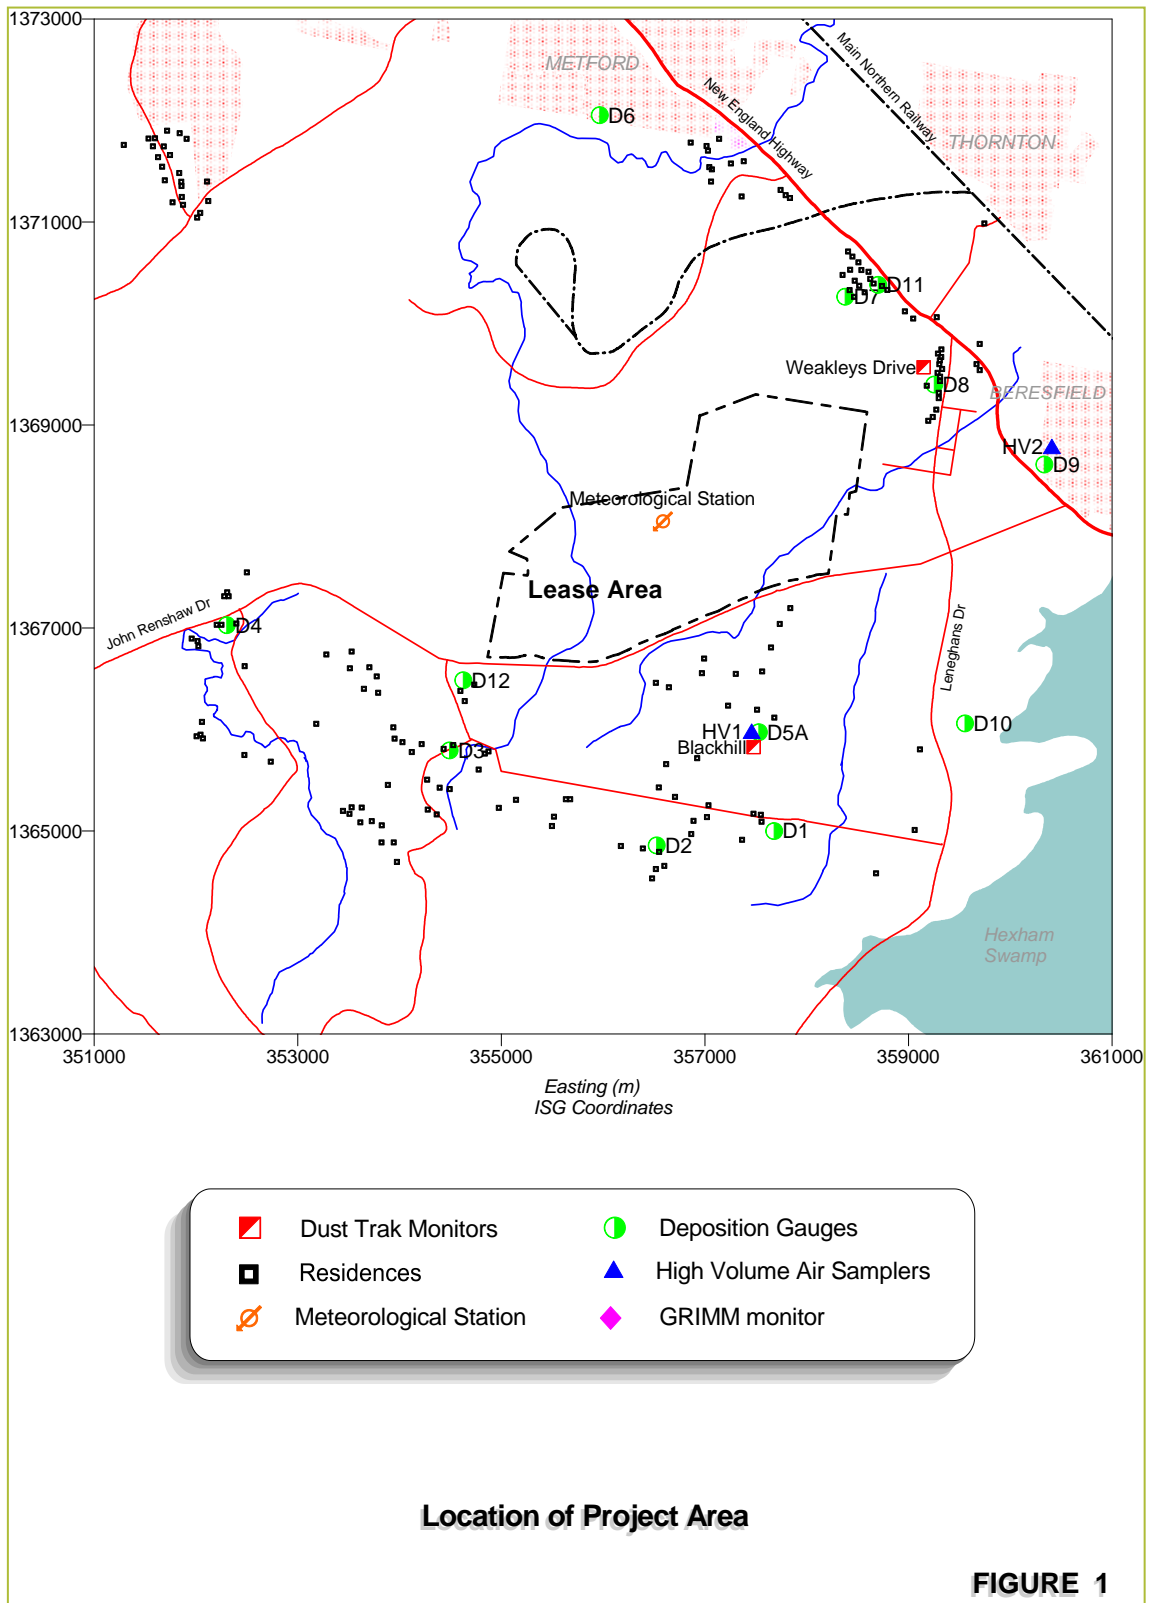 1373000
METFORD
Main Northern Railway
New England Highway
D6
THORNTON
1371000
D11
D7
Weakleys Drive
D8
BERESFIELD
1369000
HV2
D9
Meteorological Station
Lease Area
John Renshaw Dr
1367000
D4
Leneghans Dr
D12
D10
HV1
D5A
Blackhill
D3
1365000
D1
D2
Hexham
Swamp
1363000
351000
353000
355000
357000
359000
361000
Easting (m)
ISG Coordinates
Dust Trak Monitors
Deposition Gauges
Residences
High Volume Air Samplers
Meteorological Station
GRIMM monitor
Location of Project Area
FIGURE 1